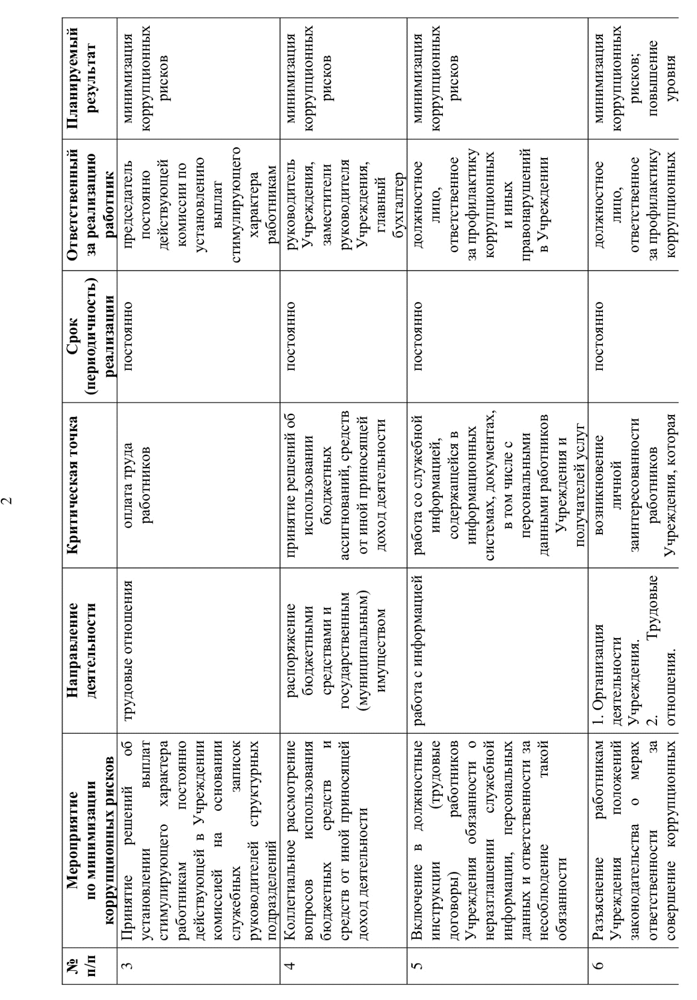 2
№
п/п
Мероприятие
по минимизации
коррупционных рисков
Направление
деятельности
Критическая точка
Срок
(периодичность)
реализации
Ответственный
за реализацию
работник
Планируемый
результат
3
Принятие решений об
установлении выплат
стимулирующего характера
работникам постоянно
действующей в Учреждении
комиссией на основании
служебных записок
руководителей структурных
подразделений
трудовые отношения
оплата труда
работников
постоянно
председатель
постоянно
действующей
комиссии по
установлению
выплат
стимулирующего
характера
работникам
минимизация
коррупционных
рисков
4
Коллегиальное рассмотрение
вопросов использования
бюджетных средств и
средств от иной приносящей
доход деятельности
распоряжение
бюджетными
средствами и
государственным
(муниципальным)
имуществом
принятие решений об
использовании
бюджетных
ассигнований, средств
от иной приносящей
доход деятельности
постоянно
руководитель
Учреждения,
заместители
руководителя
Учреждения,
главный
бухгалтер
минимизация
коррупционных
рисков
5
Включение в должностные
инструкции (трудовые
договоры) работников
Учреждения обязанности о
неразглашении служебной
информации, персональных
данных и ответственности за
несоблюдение такой
обязанности
работа с информацией
работа со служебной
информацией,
содержащейся в
информационных
системах, документах,
в том числе с
персональными
данными работников
Учреждения и
получателей услуг
постоянно
должностное
лицо,
ответственное
за профилактику
коррупционных
и иных
правонарушений
в Учреждении
минимизация
коррупционных
рисков
6
Разъяснение работникам
Учреждения положений
законодательства о мерах
ответственности за
совершение коррупционных
1. Организация
деятельности
Учреждения.
2. Трудовые
отношения.
возникновение
личной
заинтересованности
работников
Учреждения, которая
постоянно
должностное
лицо,
ответственное
за профилактику
коррупционных
минимизация
коррупционных
рисков;
повышение
уровня